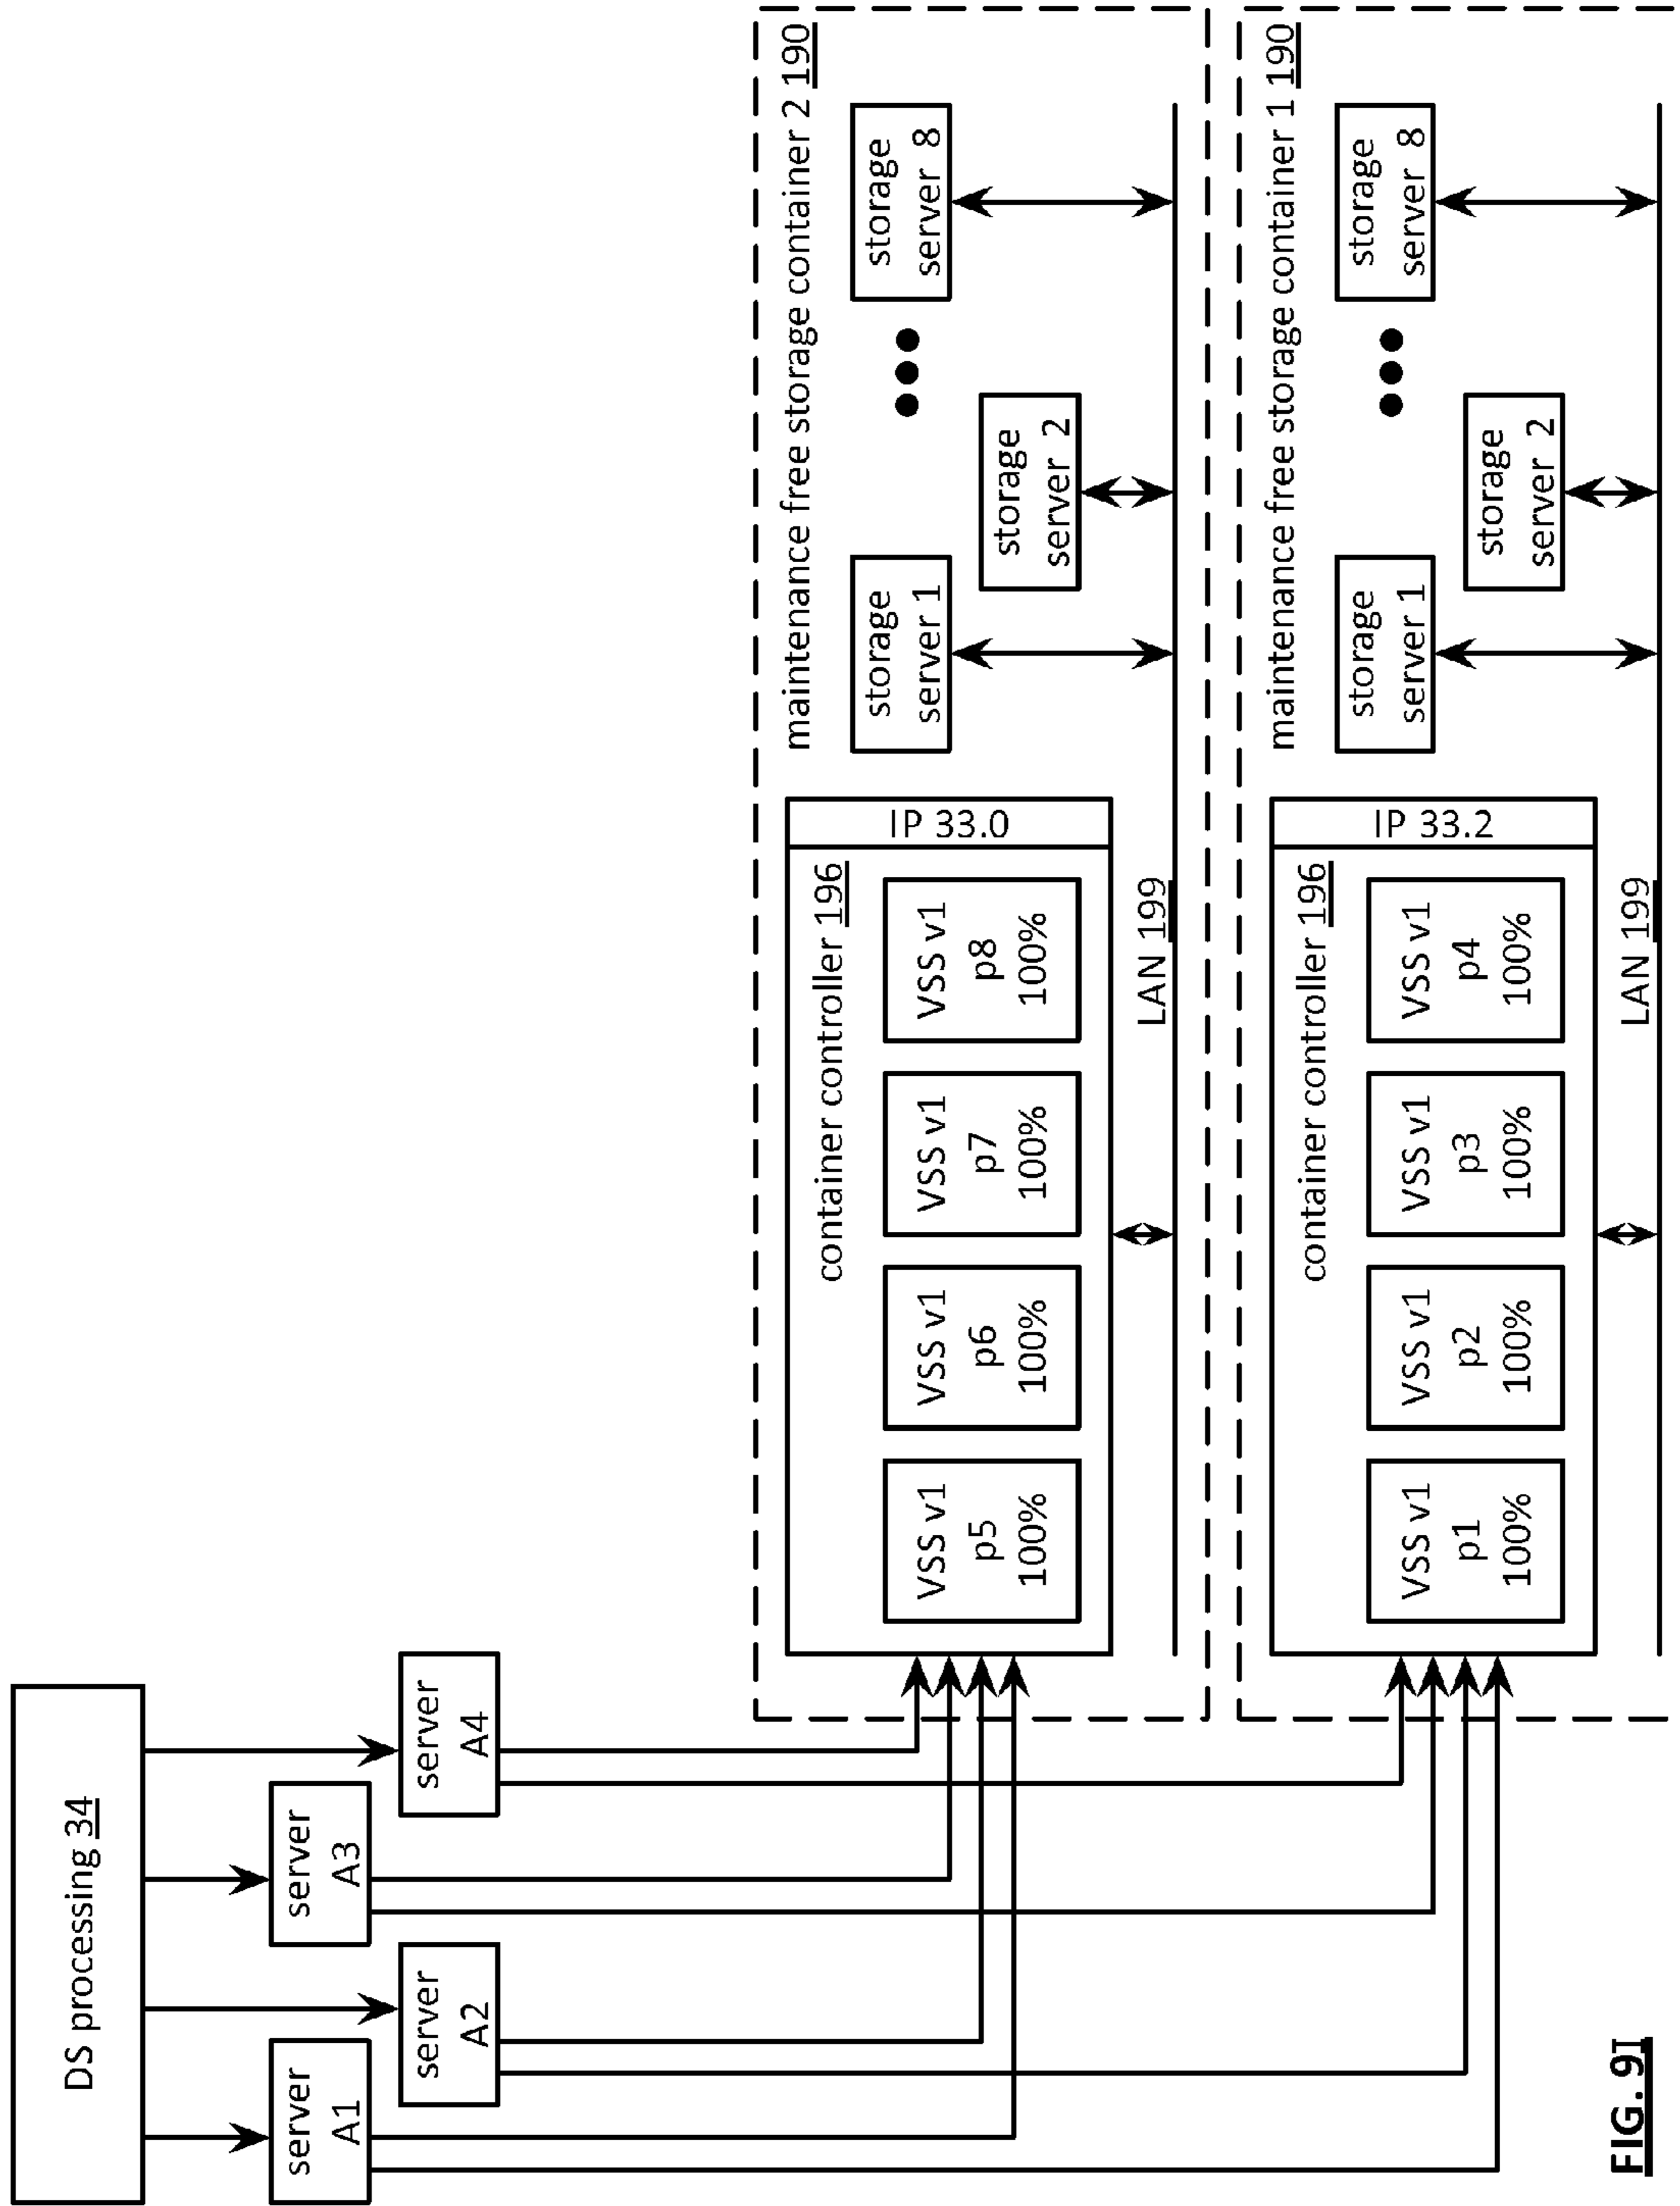 DS processing 34
server
A1
server
A2
server
A3
server
A4
maintenance free storage container 2 190
container controller 196
VSS v1
p5
100%
VSS v1
p6
100%
VSS v1
p7
100%
VSS v1
p8
100%
IP 33.0
storage
server 1
storage
server 2
storage
server 8
LAN 199
maintenance free storage container 1 190
container controller 196
VSS v1
p1
100%
VSS v1
p2
100%
VSS v1
p3
100%
VSS v1
p4
100%
IP 33.2
storage
server 1
storage
server 2
storage
server 8
LAN 199
FIG. 9I